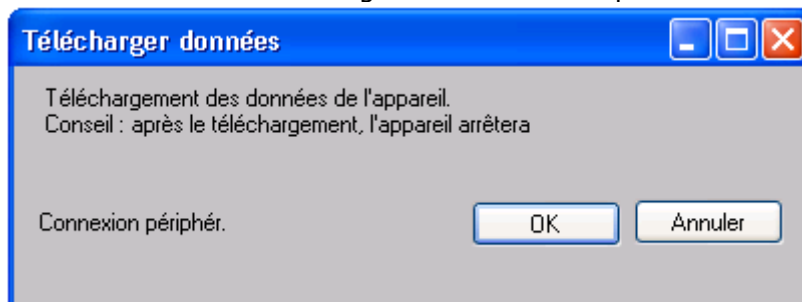 Télécharger données
Téléchargement des données de l'appareil.
Conseil : après le téléchargement, l'appareil arrêtera
Connexion périphér.
OK
Annuler